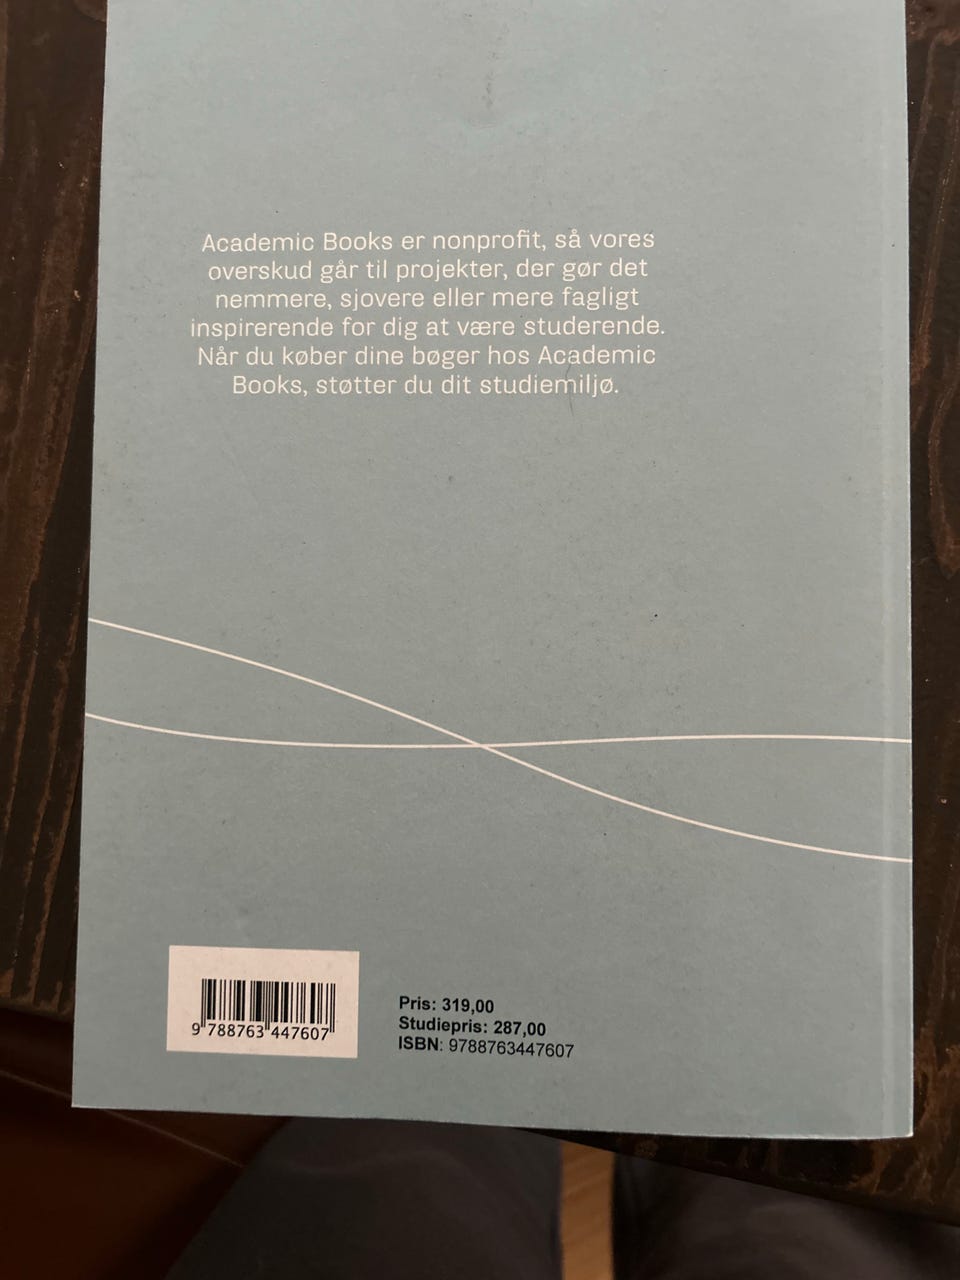 Academic Books er nonprofit, så vores
overskud går til projekter, der gør det
nemmere, sjovere eller mere fagligt
inspirerende for dig at være studerende.
Når du køber dine bøger hos Academic
Books, støtter du dit studiemiljø.
9 788763 447607
Pris: 319,00
Studiepris: 287,00
ISBN: 9788763447607